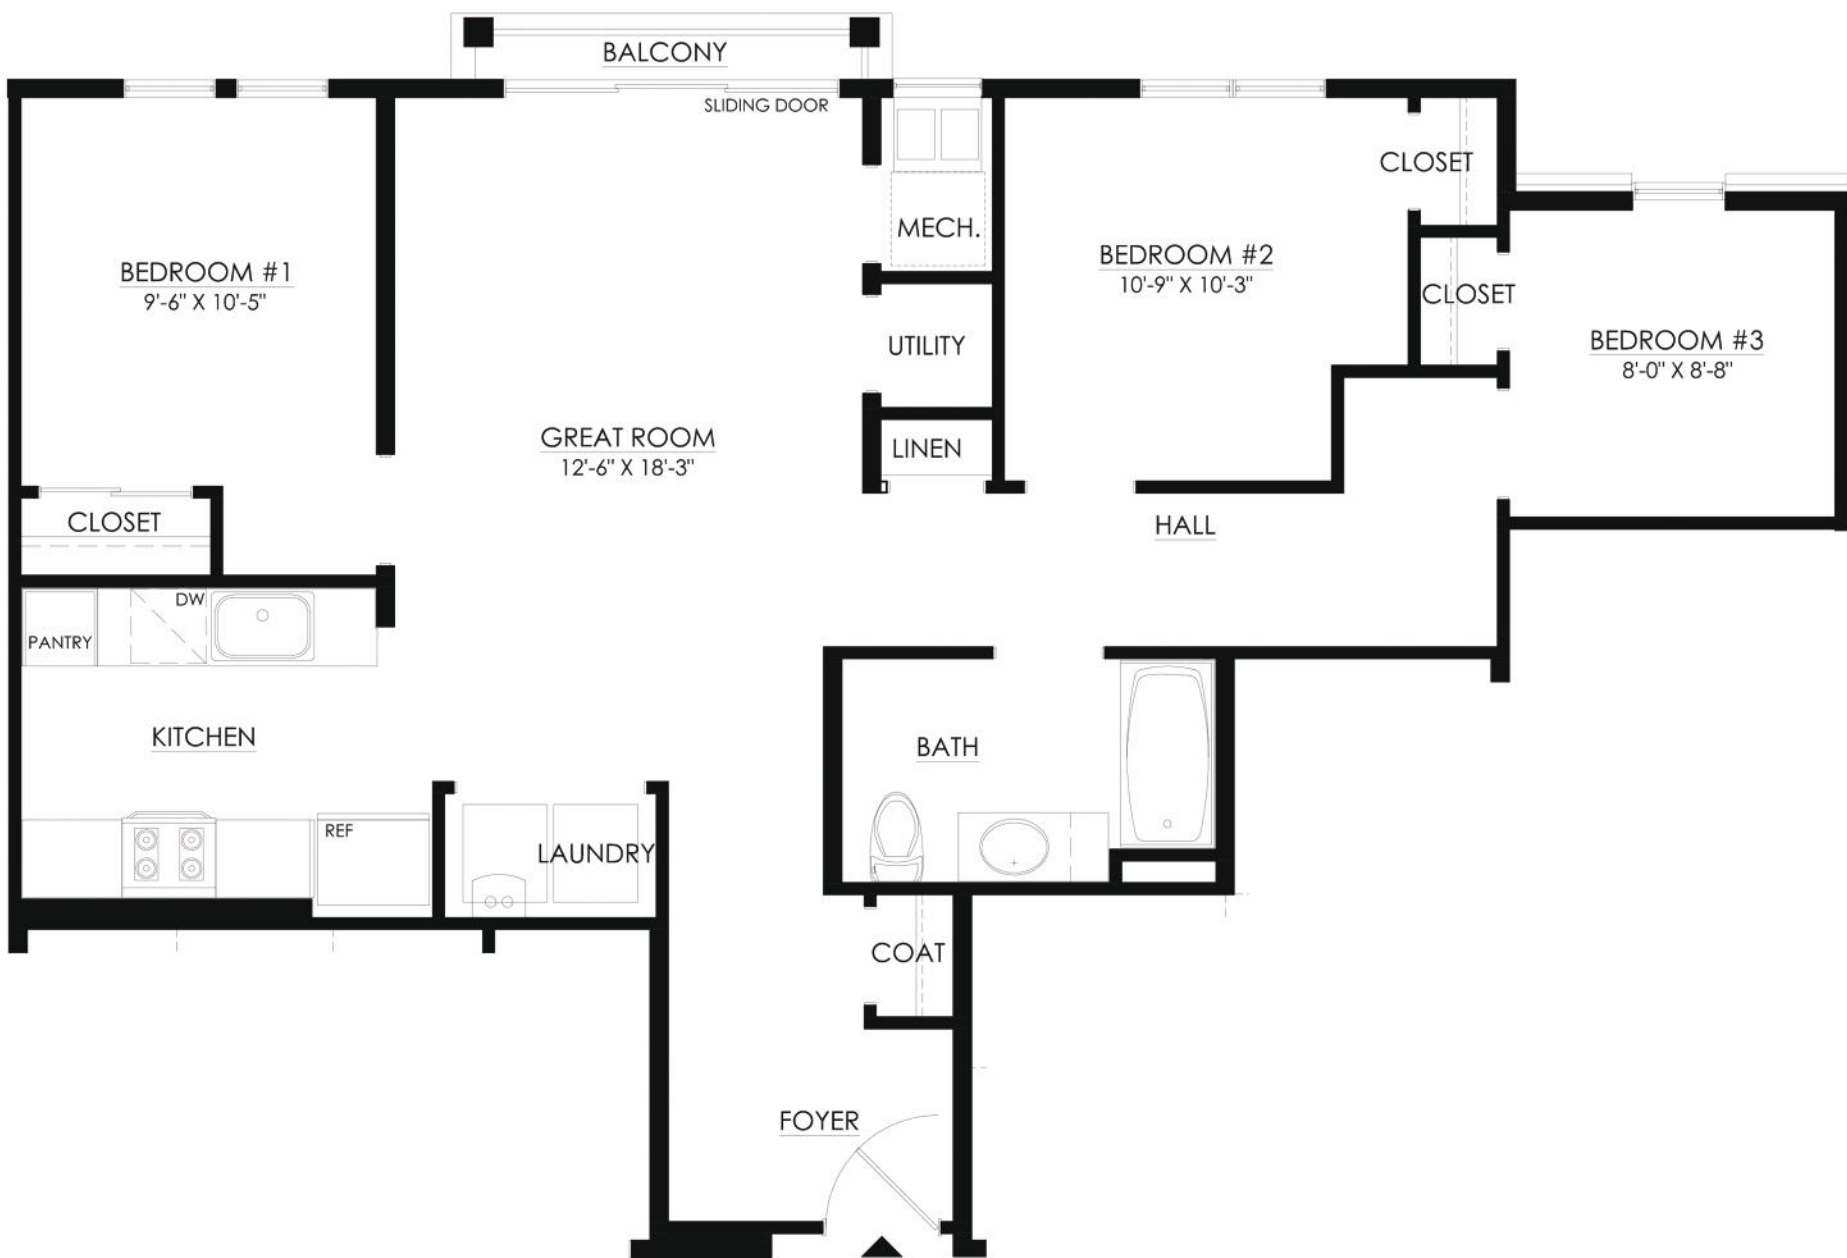 BALCONY
SLIDING DOOR
CLOSET
MECH.
BEDROOM #2
10'-9" X 10'-3"
BEDROOM #1
9'-6" X 10'-5"
CLOSET
UTILITY
BEDROOM #3
8'-0" X 8'-8"
GREAT ROOM
12'-6" X 18'-3"
LINEN
CLOSET
HALL
DW
PANTRY
KITCHEN
BATH
REF
LAUNDRY
COAT
FOYER